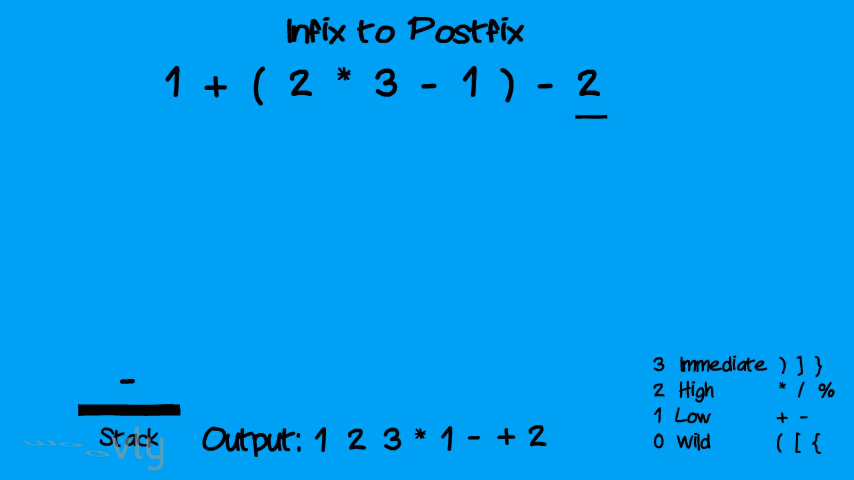 Infix to Postfix
1 + ( 2 * 3 - 1 ) - 2
-
Stack
Output: 1 2 3 * 1 - + 2
3 Immediate ) ] }
2 High * / %
1 Low + -
0 Wild ( [ {